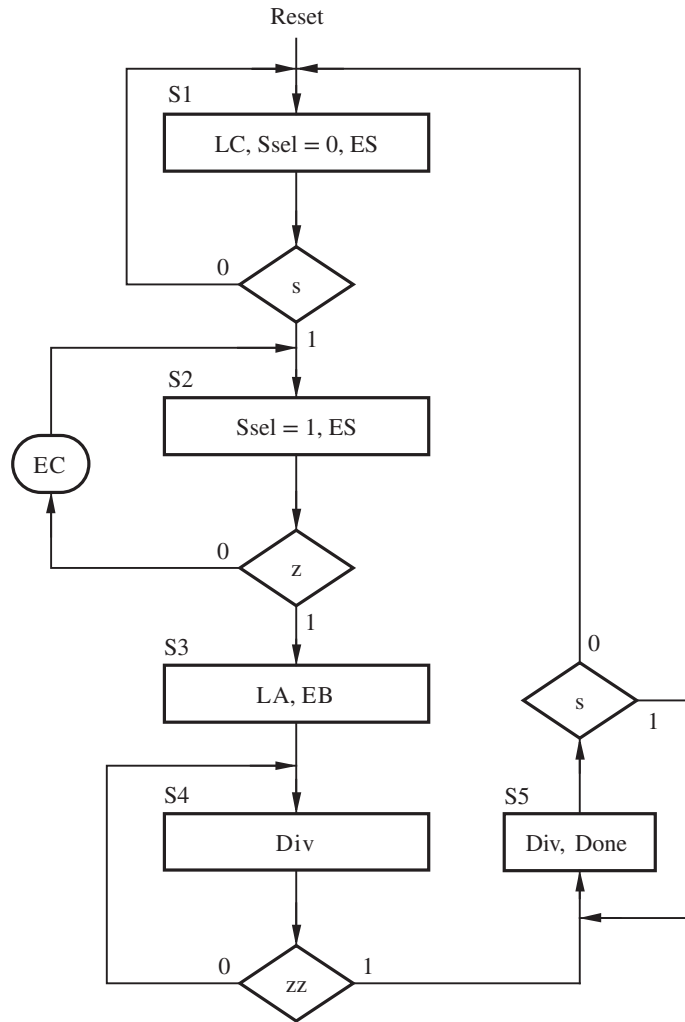 Reset
S1
LC, Ssel = 0, ES
0
s
1
S2
Ssel = 1, ES
EC
0
z
1
S3
LA, EB
0
s
1
S4
Div
S5
Div, Done
0
zz
1